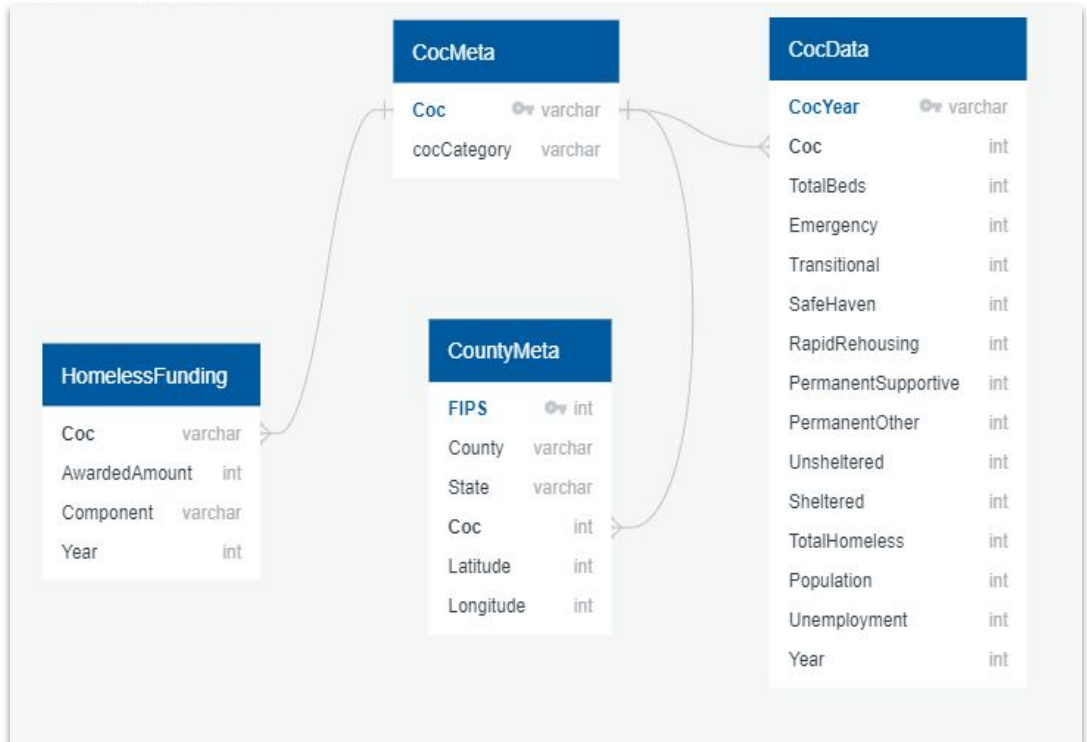 CocMeta
Coc varchar
cocCategory varchar
CocData
CocYear varchar
Coc int
TotalBeds int
Emergency int
Transitional int
SafeHaven int
RapidRehousing int
PermanentSupportive int
PermanentOther int
Unsheltered int
Sheltered int
TotalHomeless int
Population int
Unemployment int
Year int
HomelessFunding
Coc varchar
AwardedAmount int
Component varchar
Year int
CountyMeta
FIPS int
County varchar
State varchar
Coc int
Latitude int
Longitude int